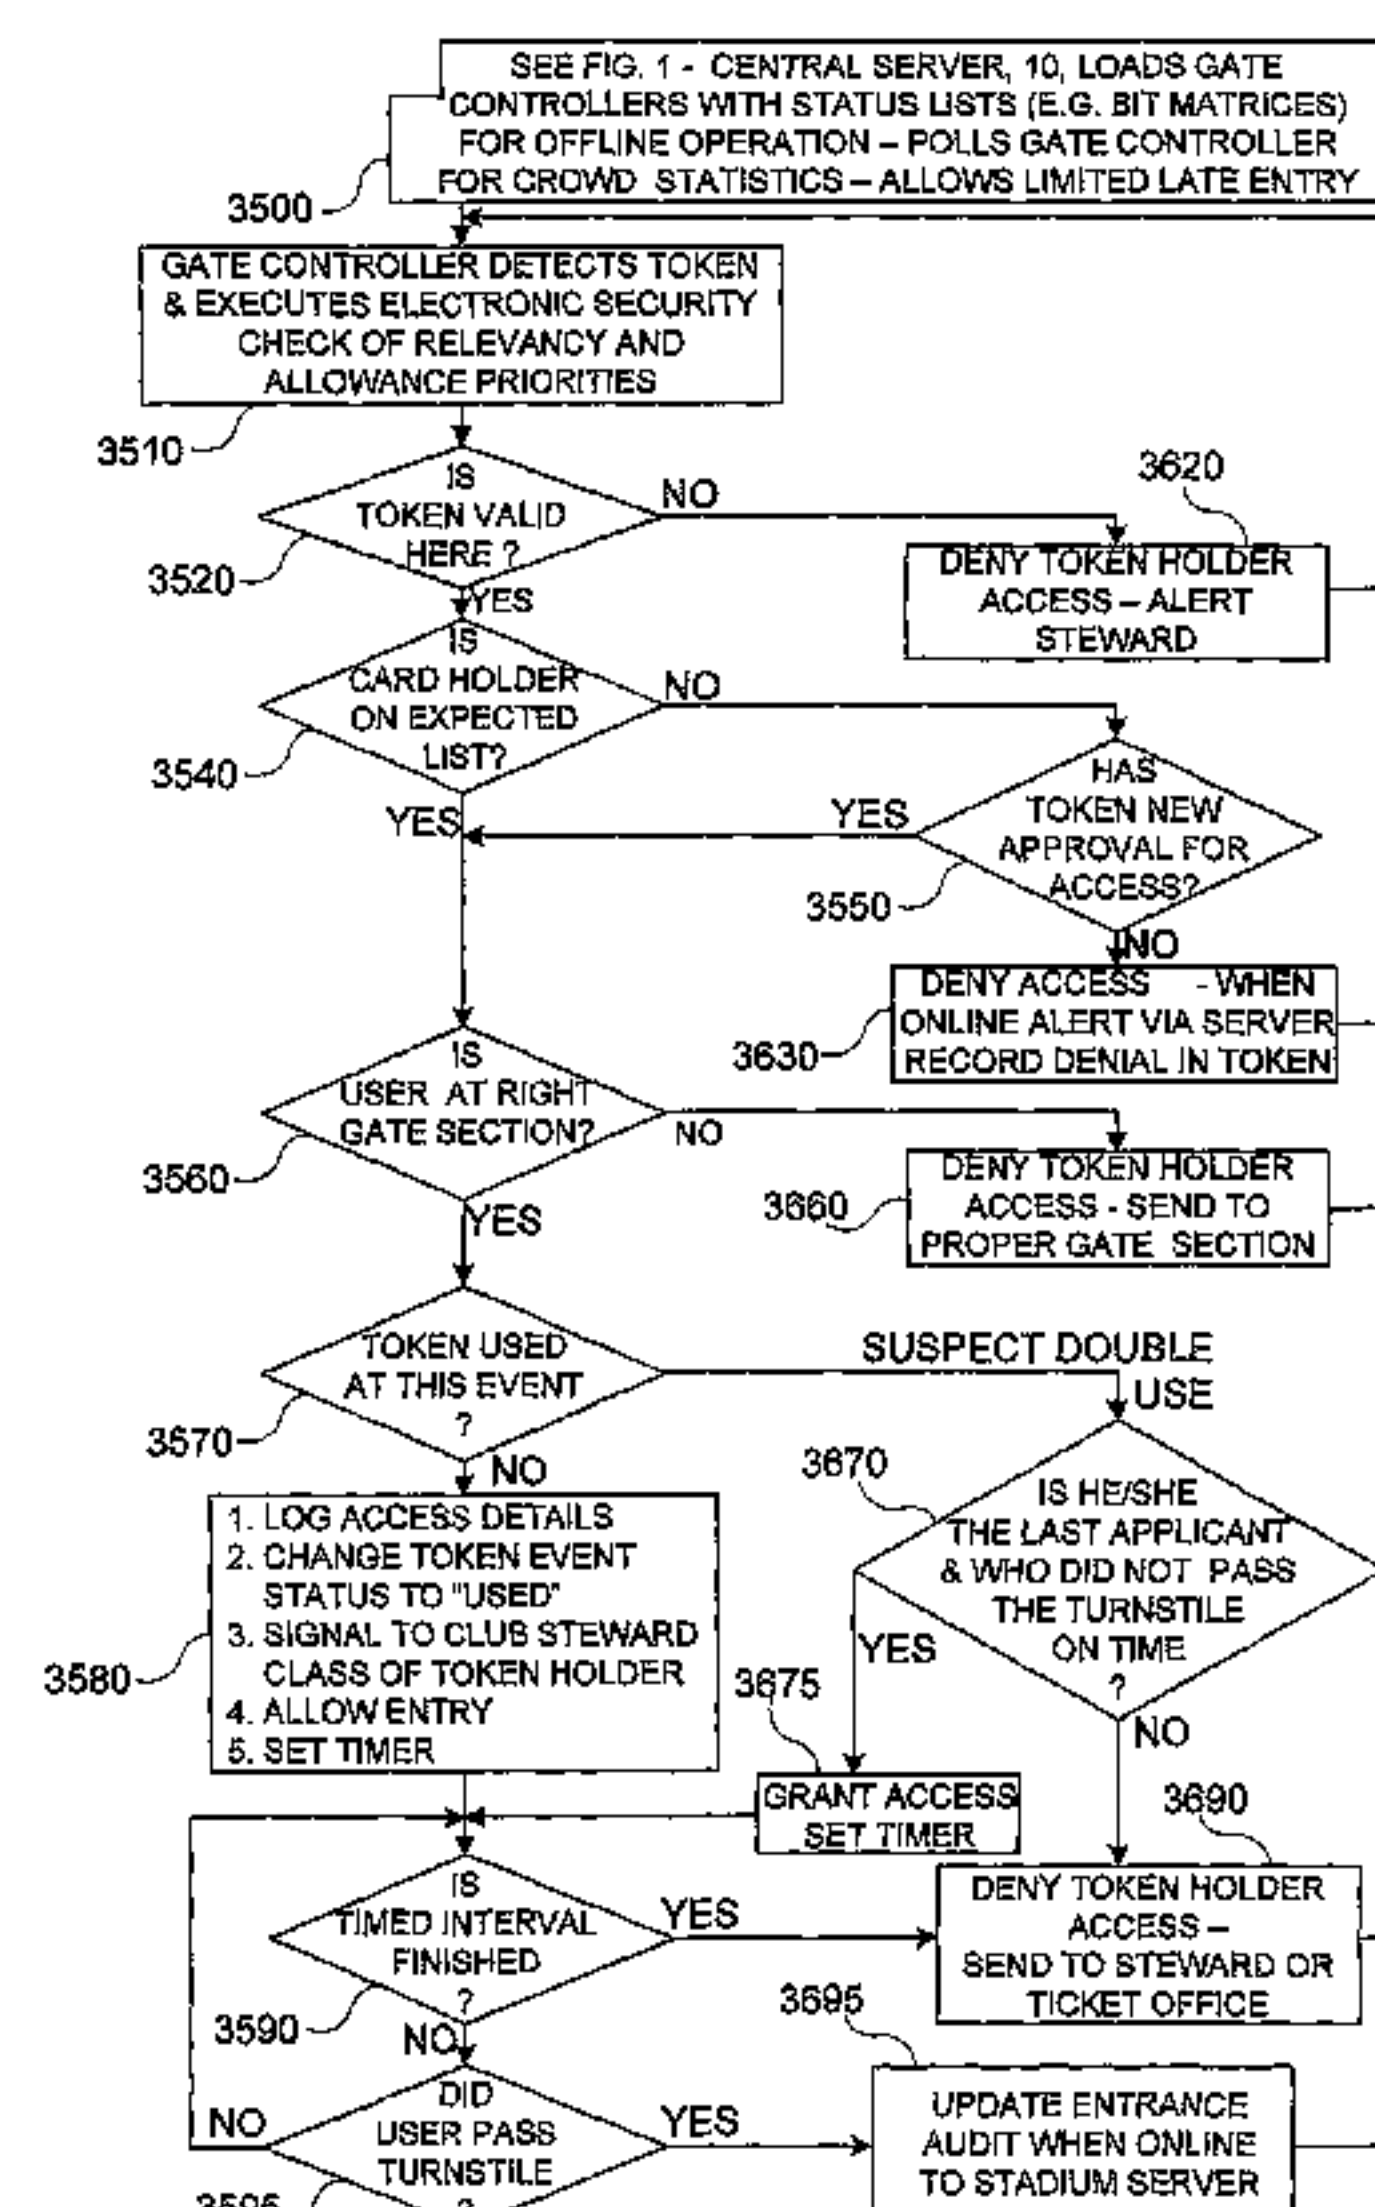 SEE FIG. 1 - CENTRAL SERVER, 10, LOADS GATE
CONTROLLERS WITH STATUS LISTS (E.G. BIT MATRICES)
FOR OFFLINE OPERATION – POLLS GATE CONTROLLER
FOR CROWD STATISTICS – ALLOWS LIMITED LATE ENTRY
3500
GATE CONTROLLER DETECTS TOKEN
& EXECUTES ELECTRONIC SECURITY
CHECK OF RELEVANCY AND
ALLOWANCE PRIORITIES
3510
IS
TOKEN VALID
HERE ?
NO
3520
YES
3620
DENY TOKEN HOLDER
ACCESS – ALERT
STEWARD
IS
CARD HOLDER
ON EXPECTED
LIST?
NO
3540
YES
HAS
TOKEN NEW
APPROVAL FOR
ACCESS?
YES
3550
NO
DENY ACCESS - WHEN
ONLINE ALERT VIA SERVER
RECORD DENIAL IN TOKEN
3630
IS
USER AT RIGHT
GATE SECTION?
NO
3560
YES
DENY TOKEN HOLDER
ACCESS - SEND TO
PROPER GATE SECTION
3660
TOKEN USED
AT THIS EVENT
?
SUSPECT DOUBLE
USE
3570
NO
3670
IS HE/SHE
THE LAST APPLICANT
& WHO DID NOT PASS
THE TURNSTILE
ON TIME
?
YES
NO
1. LOG ACCESS DETAILS
2. CHANGE TOKEN EVENT
STATUS TO "USED"
3. SIGNAL TO CLUB STEWARD
CLASS OF TOKEN HOLDER
4. ALLOW ENTRY
5. SET TIMER
3580
3675
GRANT ACCESS
SET TIMER
3690
DENY TOKEN HOLDER
ACCESS –
SEND TO STEWARD OR
TICKET OFFICE
IS
TIMED INTERVAL
FINISHED
?
YES
3590
NO
3695
DID
USER PASS
TURNSTILE
?
NO
YES
3595
UPDATE ENTRANCE
AUDIT WHEN ONLINE
TO STADIUM SERVER